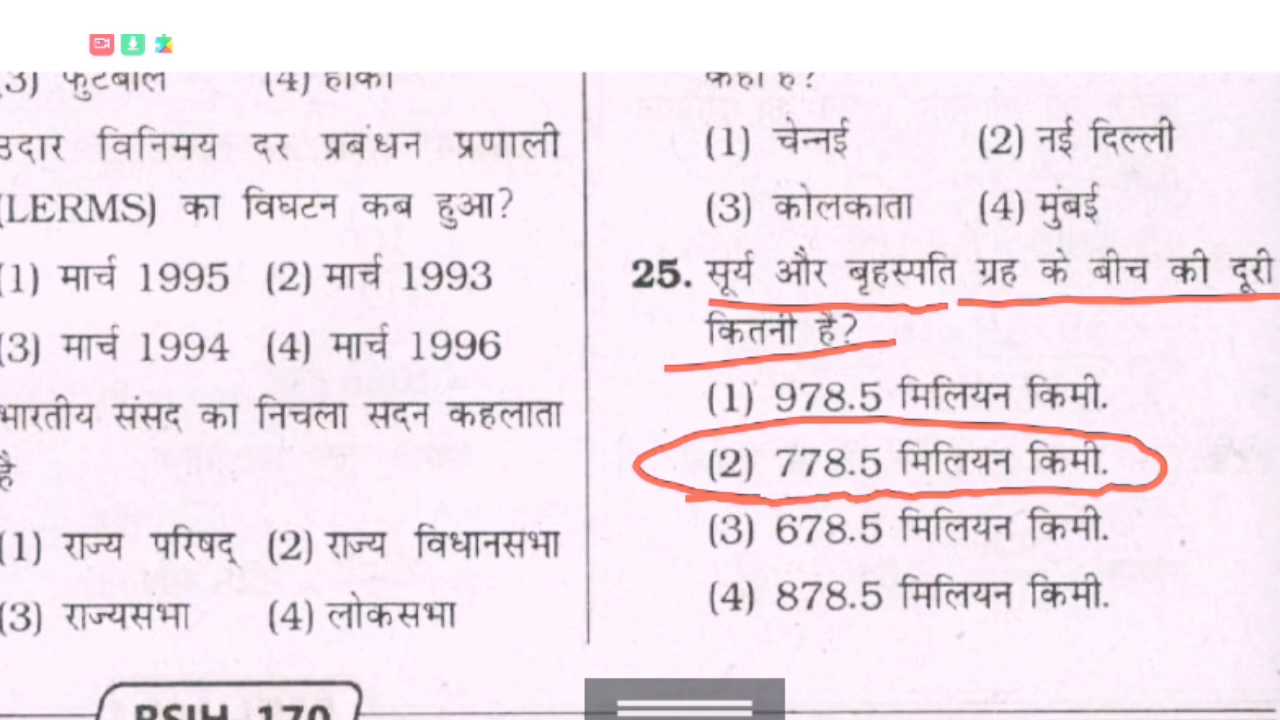 (3) फुटबाल (4) हाकी
उदार विनिमय दर प्रबंधन प्रणाली
(LERMS) का विघटन कब हुआ?
(1) मार्च 1995 (2) मार्च 1993
(3) मार्च 1994 (4) मार्च 1996
भारतीय संसद का निचला सदन कहलाता
है
(1) राज्य परिषद् (2) राज्य विधानसभा
(3) राज्यसभा (4) लोकसभा
कहाँ है?
(1) चेन्नई (2) नई दिल्ली
(3) कोलकाता (4) मुंबई
25. सूर्य और बृहस्पति ग्रह के बीच की दूरी
कितनी है?
(1) 978.5 मिलियन किमी.
(2) 778.5 मिलियन किमी.
(3) 678.5 मिलियन किमी.
(4) 878.5 मिलियन किमी.